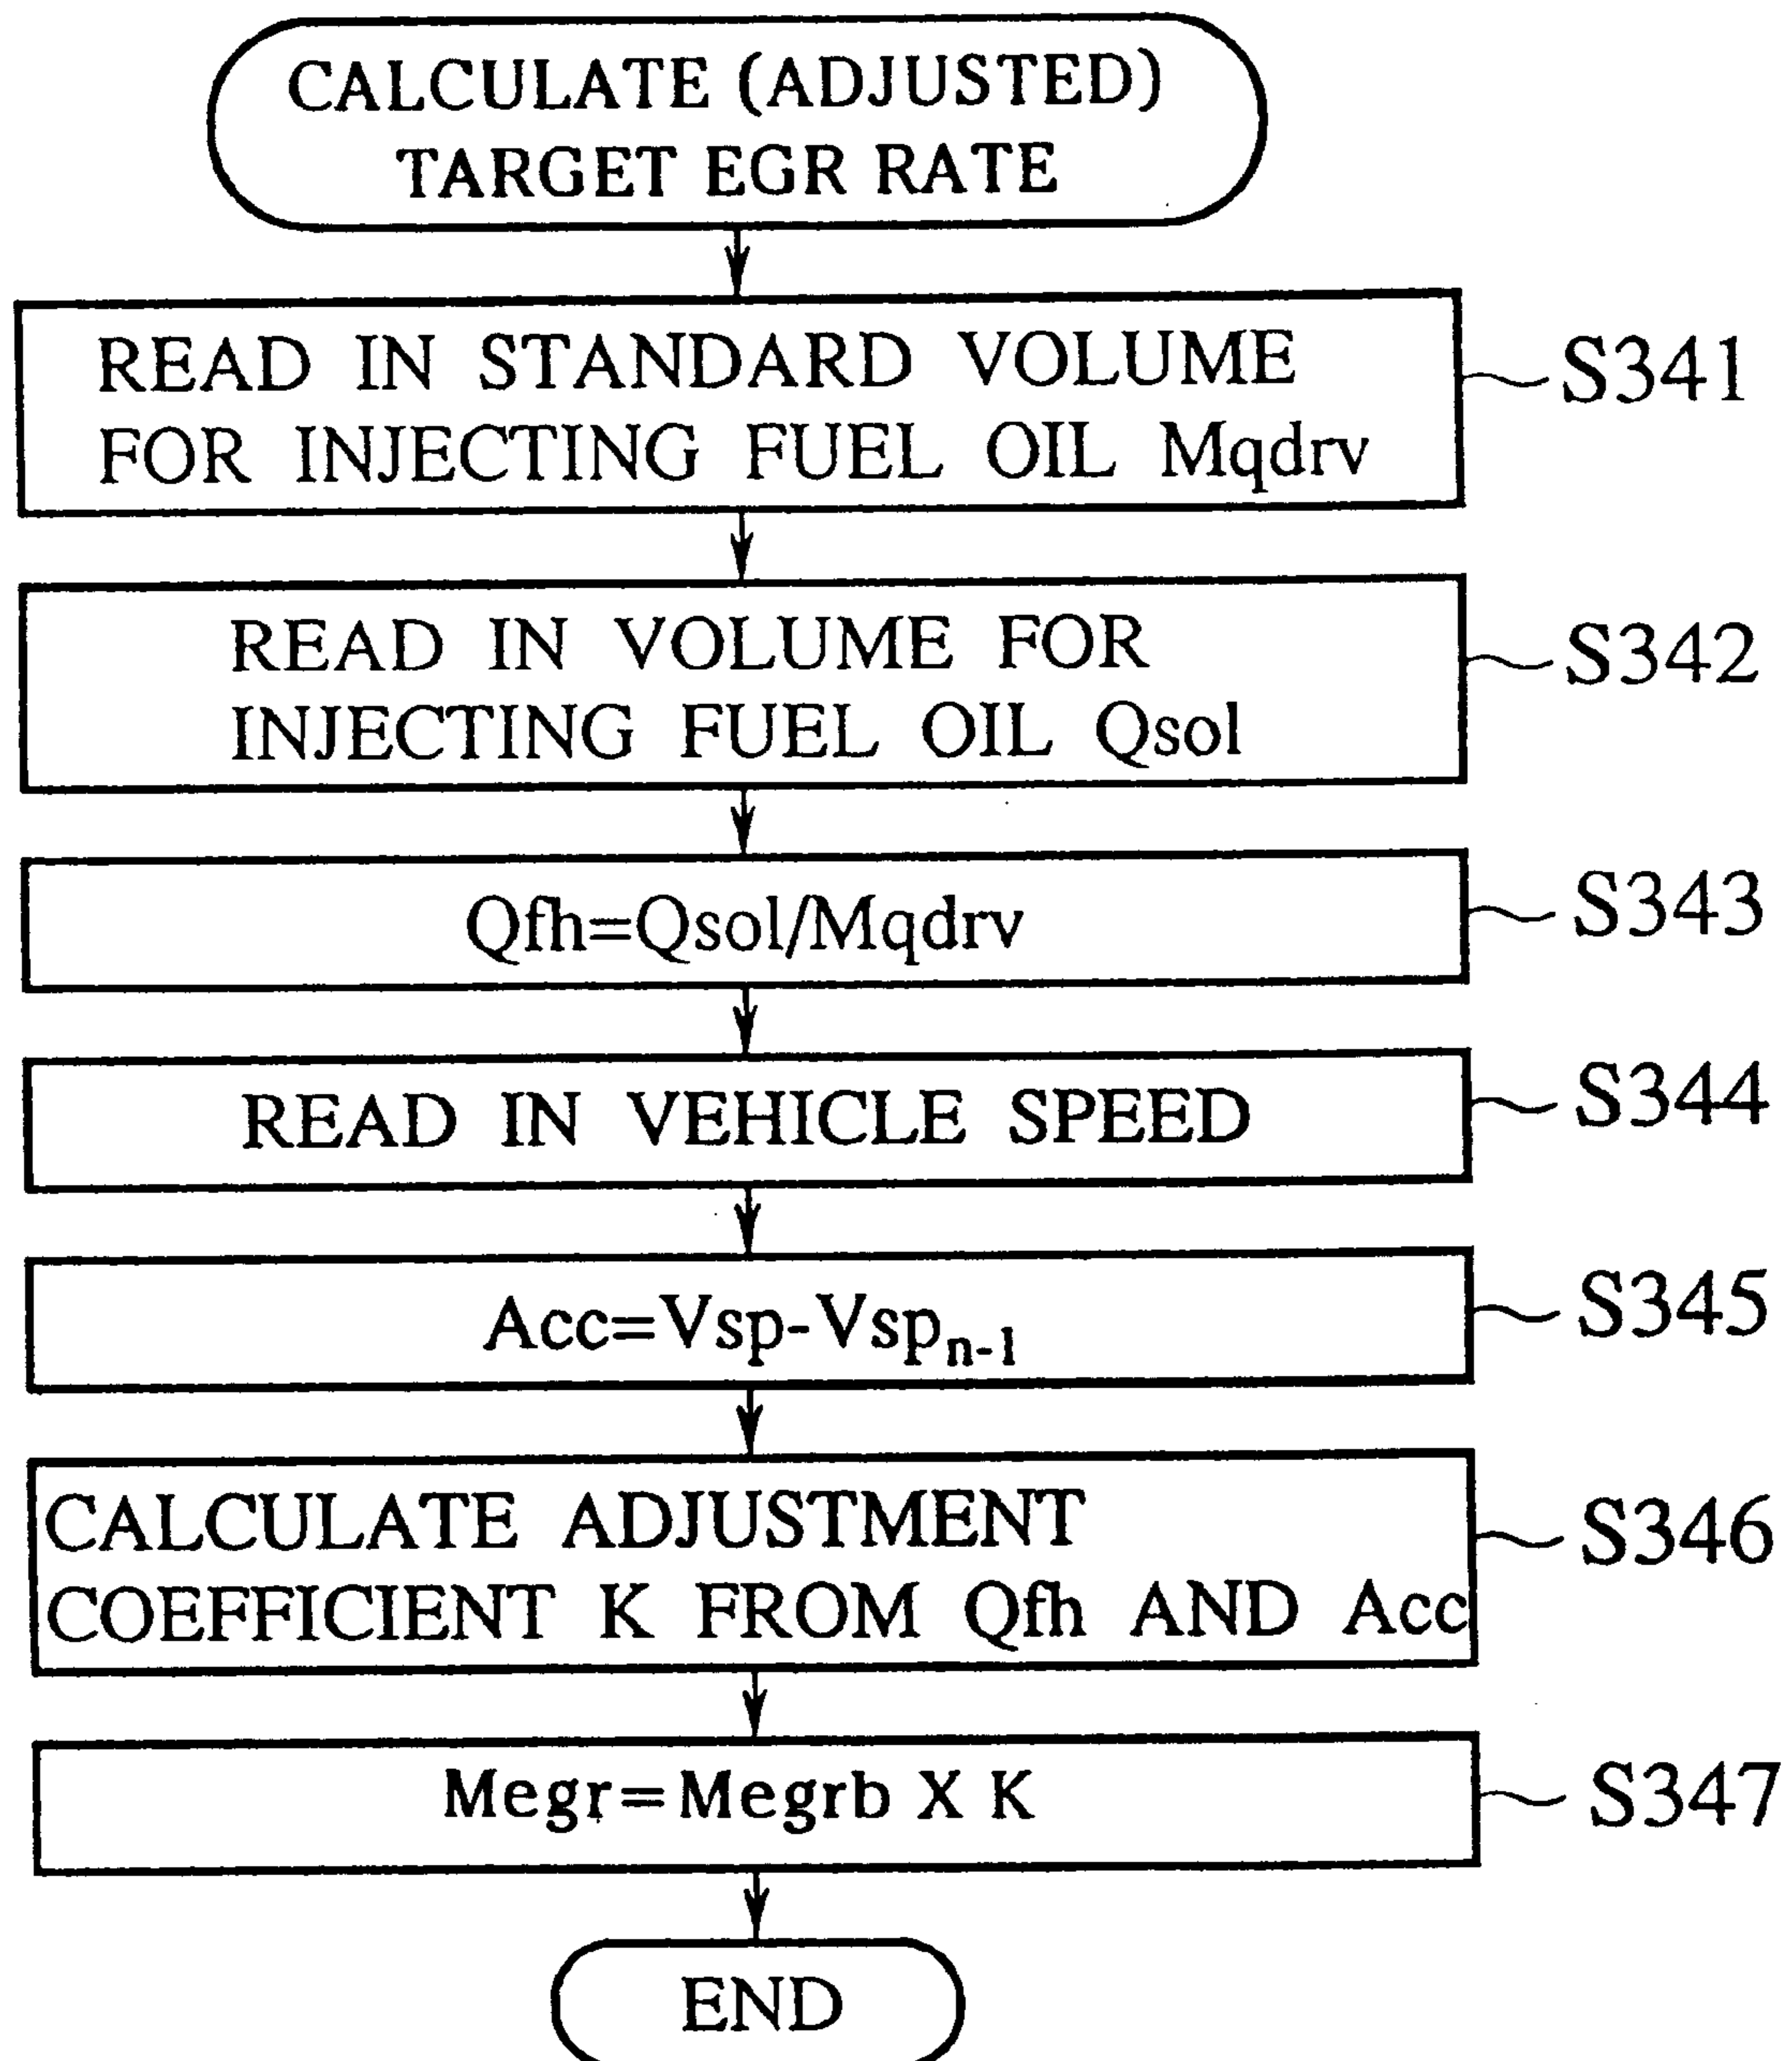 CALCULATE (ADJUSTED)
TARGET EGR RATE
READ IN STANDARD VOLUME
FOR INJECTING FUEL OIL Mqdrv
S341
READ IN VOLUME FOR
INJECTING FUEL OIL Qsol
S342
Qfh=Qsol/Mqdrv
S343
READ IN VEHICLE SPEED
S344
Acc=Vsp-Vspₙ₋₁
S345
CALCULATE ADJUSTMENT
COEFFICIENT K FROM Qfh AND Acc
S346
Megr=Megrb X K
S347
END